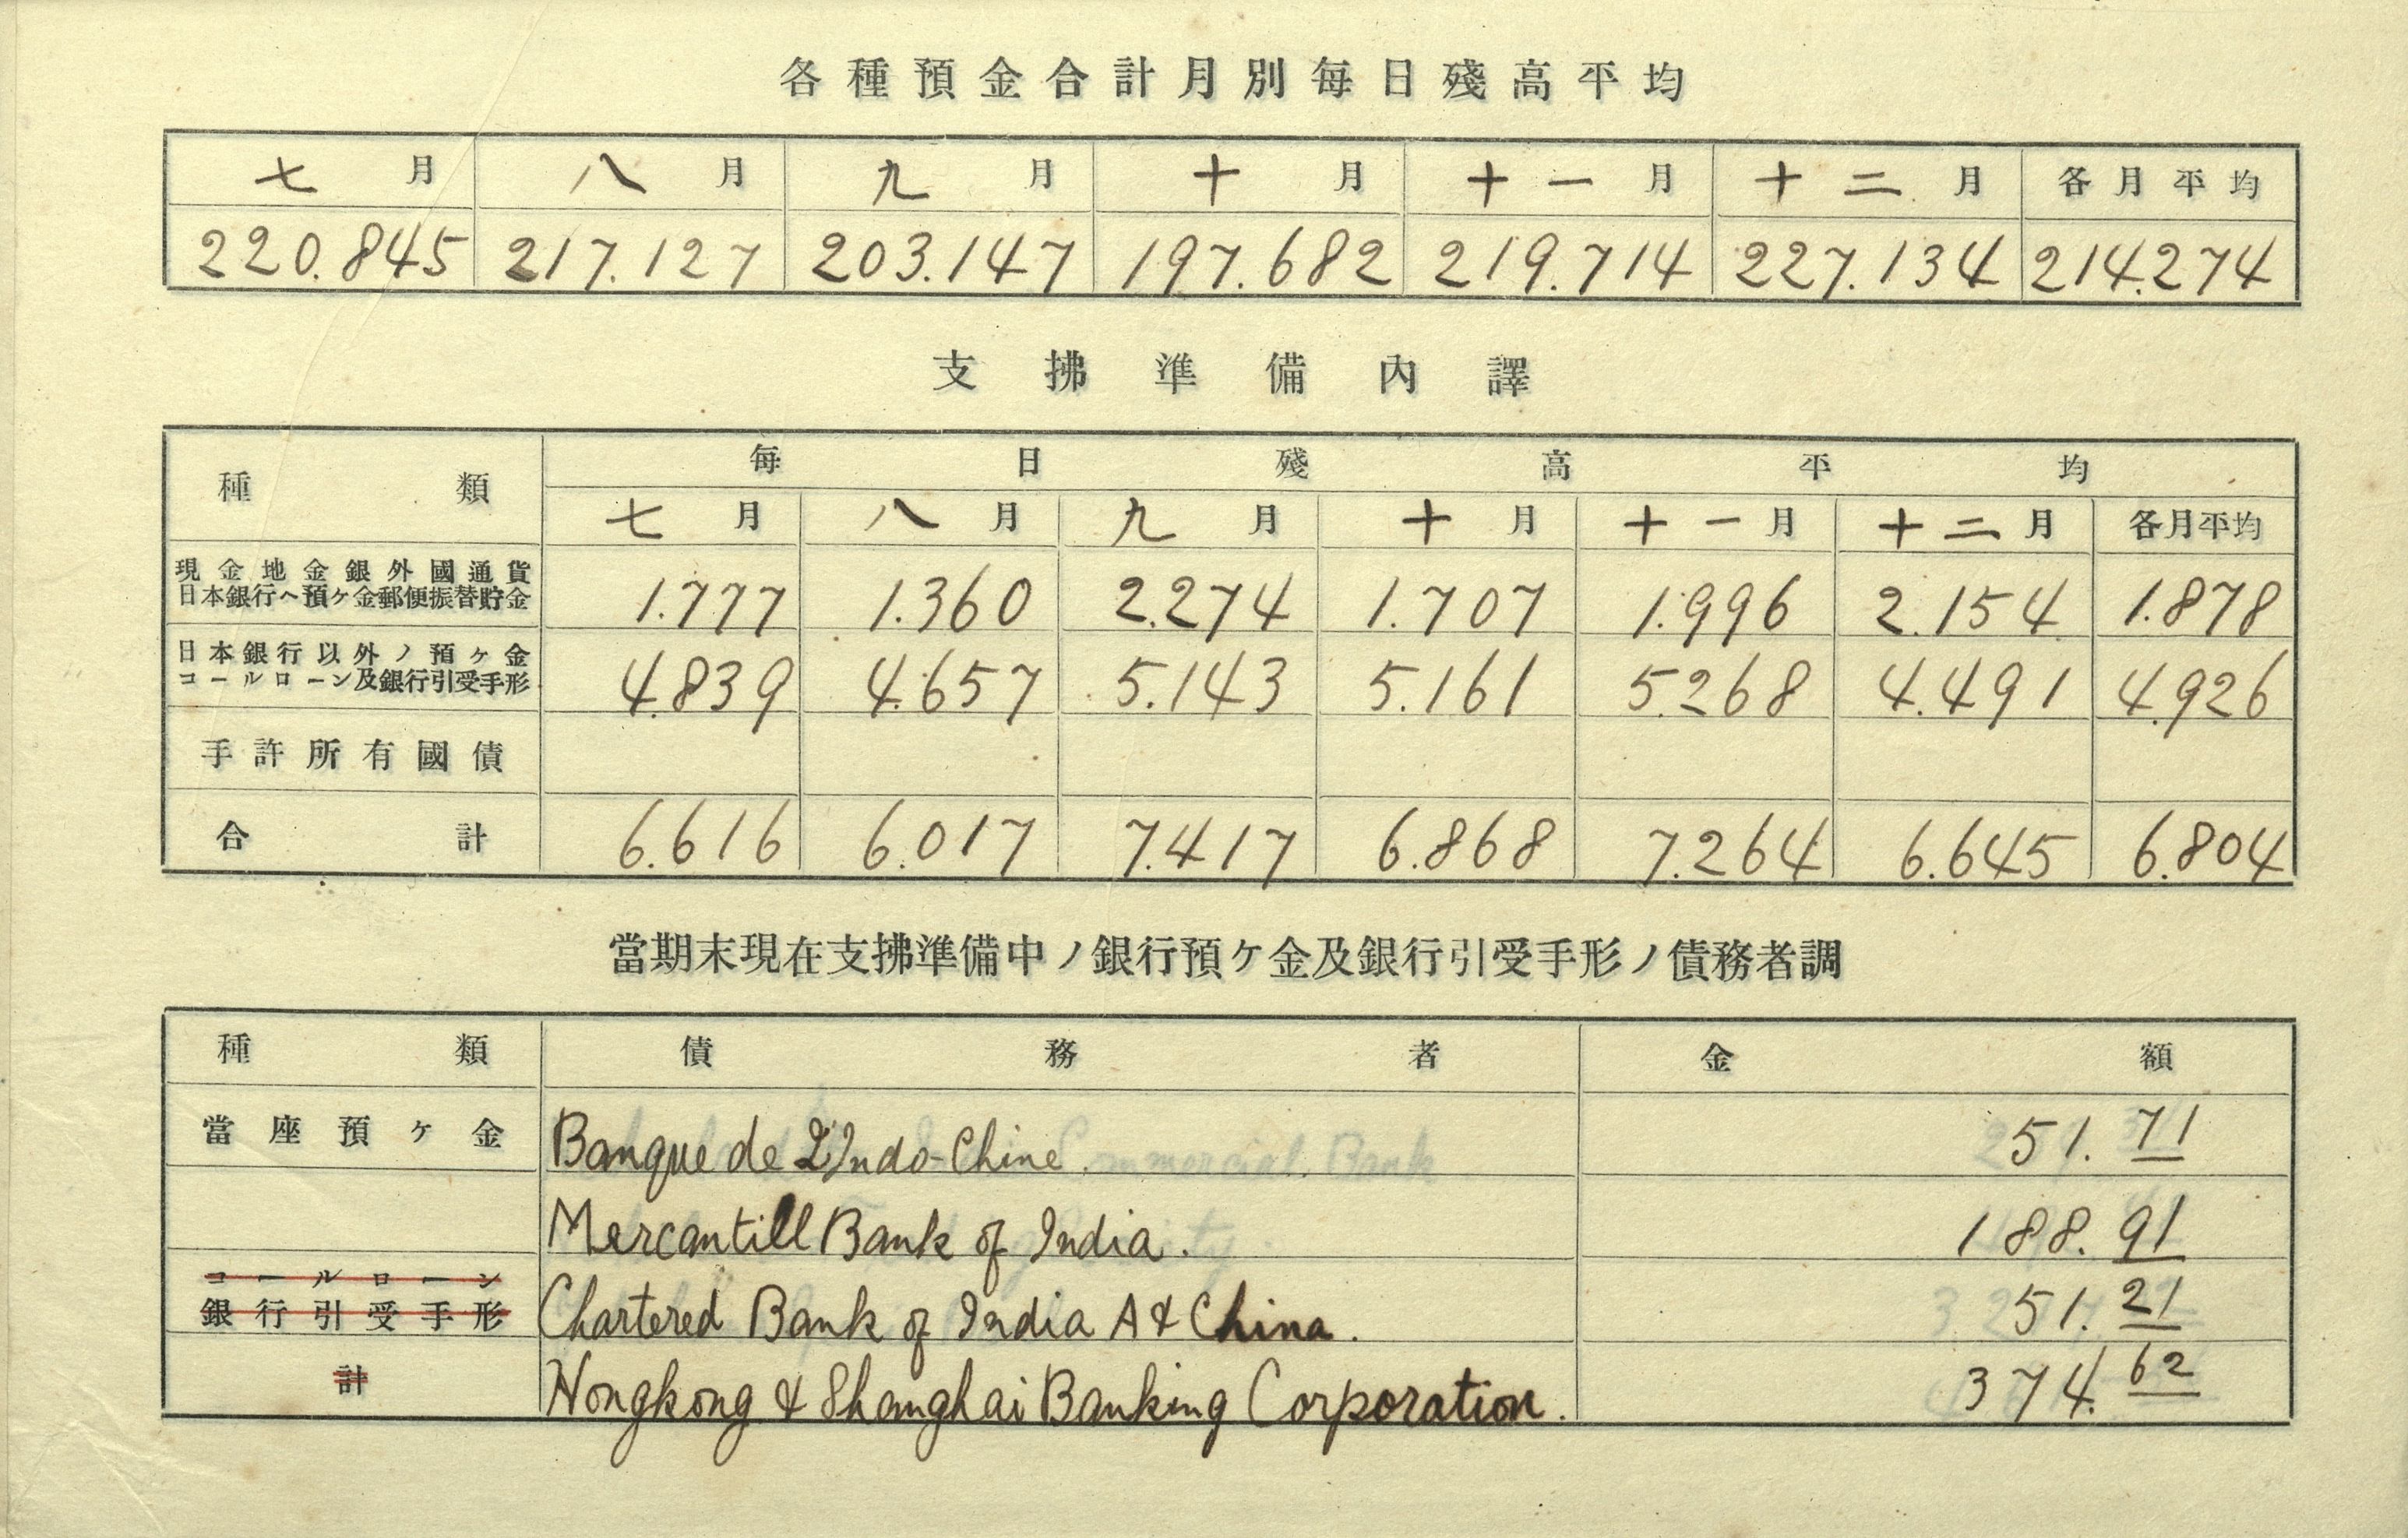 各種預金合計月別每日殘高平均
七月 八月 九月 十月 十一月 十二月 各月平均
220.845 217.127 203.147 197.682 219.714 227.134 214.274
支拂準備內譯
種類 每日殘高平均
七月 八月 九月 十月 十一月 十二月 各月平均
現金地金銀外國通貨
日本銀行ヘ預ケ金郵便振替貯金 1.777 1.360 2.274 1.707 1.996 2.154 1.878
日本銀行以外ノ預ケ金
コールローン及銀行引受手形 4.839 4.657 5.143 5.161 5.268 4.491 4.926
手許所有國債
合計 6.616 6.017 7.417 6.868 7.264 6.645 6.804
當期末現在支拂準備中ノ銀行預ケ金及銀行引受手形ノ債務者調
種類 債務者 金額
當座預ケ金 Banque de L'Indo-Chine. 51.71
Mercantill Bank of India. 188.91
コールローン
銀行引受手形 Chartered Bank of India A & China. 51.21
計 Hongkong & Shanghai Banking Corporation. 374.62